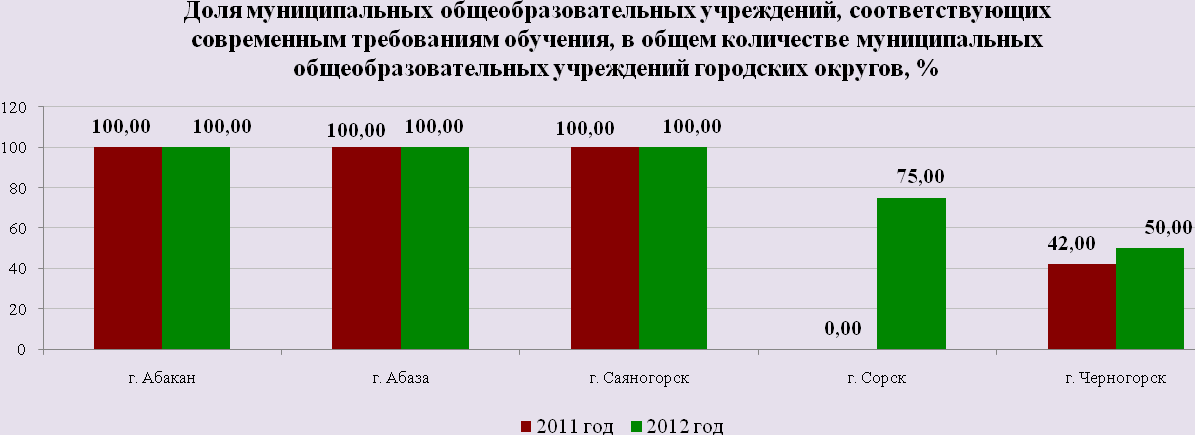 Доля муниципальных общеобразовательных учреждений, соответствующих
современным требованиям обучения, в общем количестве муниципальных
общеобразовательных учреждений городских округов, %
120
100
80
60
40
20
0
100,00 100,00 100,00 100,00 100,00 100,00
0,00 75,00 42,00 50,00
г. Абакан г. Абаза г. Саяногорск г. Сорск г. Черногорск
2011 год 2012 год